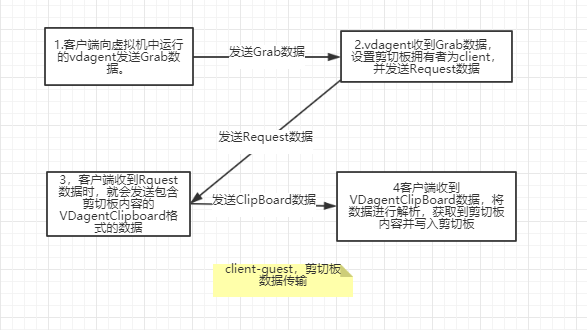 1.客户端向虚拟机中运行
的vdagent发送Grab数
据。
发送Grab数据
2.vdagent收到Grab数据，
设置剪切板拥有者为client，
并发送Request数据
发送Request数据
3，客户端收到Rquest
数据时，就会发送包含
剪切板内容的
VDagentClipboard格
式的数据
发送ClipBoard数据
4客户端收到
VDagentClipBoard数据，将
数据进行解析，获取到剪切板
内容并写入剪切板
client-guest，剪切板
数据传输